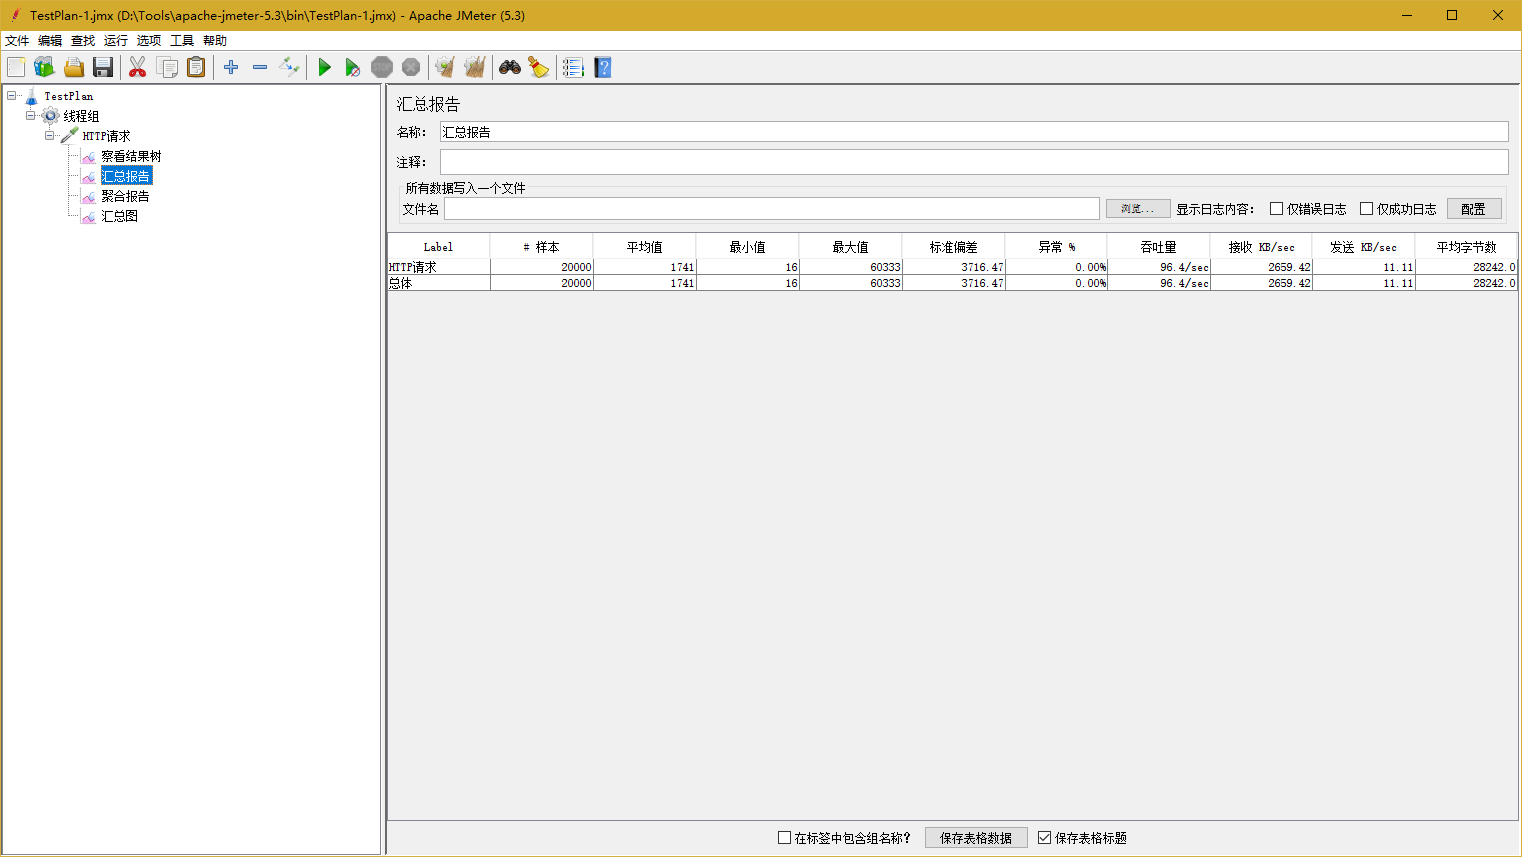 TestPlan-1.jmx (D:\Tools\apache-jmeter-5.3\bin\TestPlan-1.jmx) - Apache JMeter (5.3)
文件 编辑 查找 运行 选项 工具 帮助
TestPlan
线程组
HTTP请求
察看结果树
汇总报告
聚合报告
汇总图
汇总报告
名称： 汇总报告
注释：
所有数据写入一个文件
文件名 浏览... 显示日志内容： 仅错误日志 仅成功日志 配置
Label # 样本 平均值 最小值 最大值 标准偏差 异常 % 吞吐量 接收 KB/sec 发送 KB/sec 平均字节数
HTTP请求 20000 1741 16 60333 3716.47 0.00% 96.4/sec 2659.42 11.11 28242.0
总体 20000 1741 16 60333 3716.47 0.00% 96.4/sec 2659.42 11.11 28242.0
在标签中包含组名称？ 保存表格数据 保存表格标题